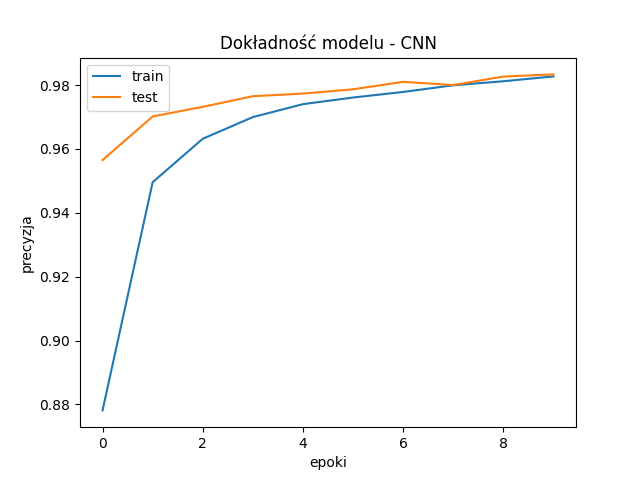 Dokładność modelu - CNN
train
test
precyzja
0.98
0.96
0.94
0.92
0.90
0.88
0 2 4 6 8
epoki